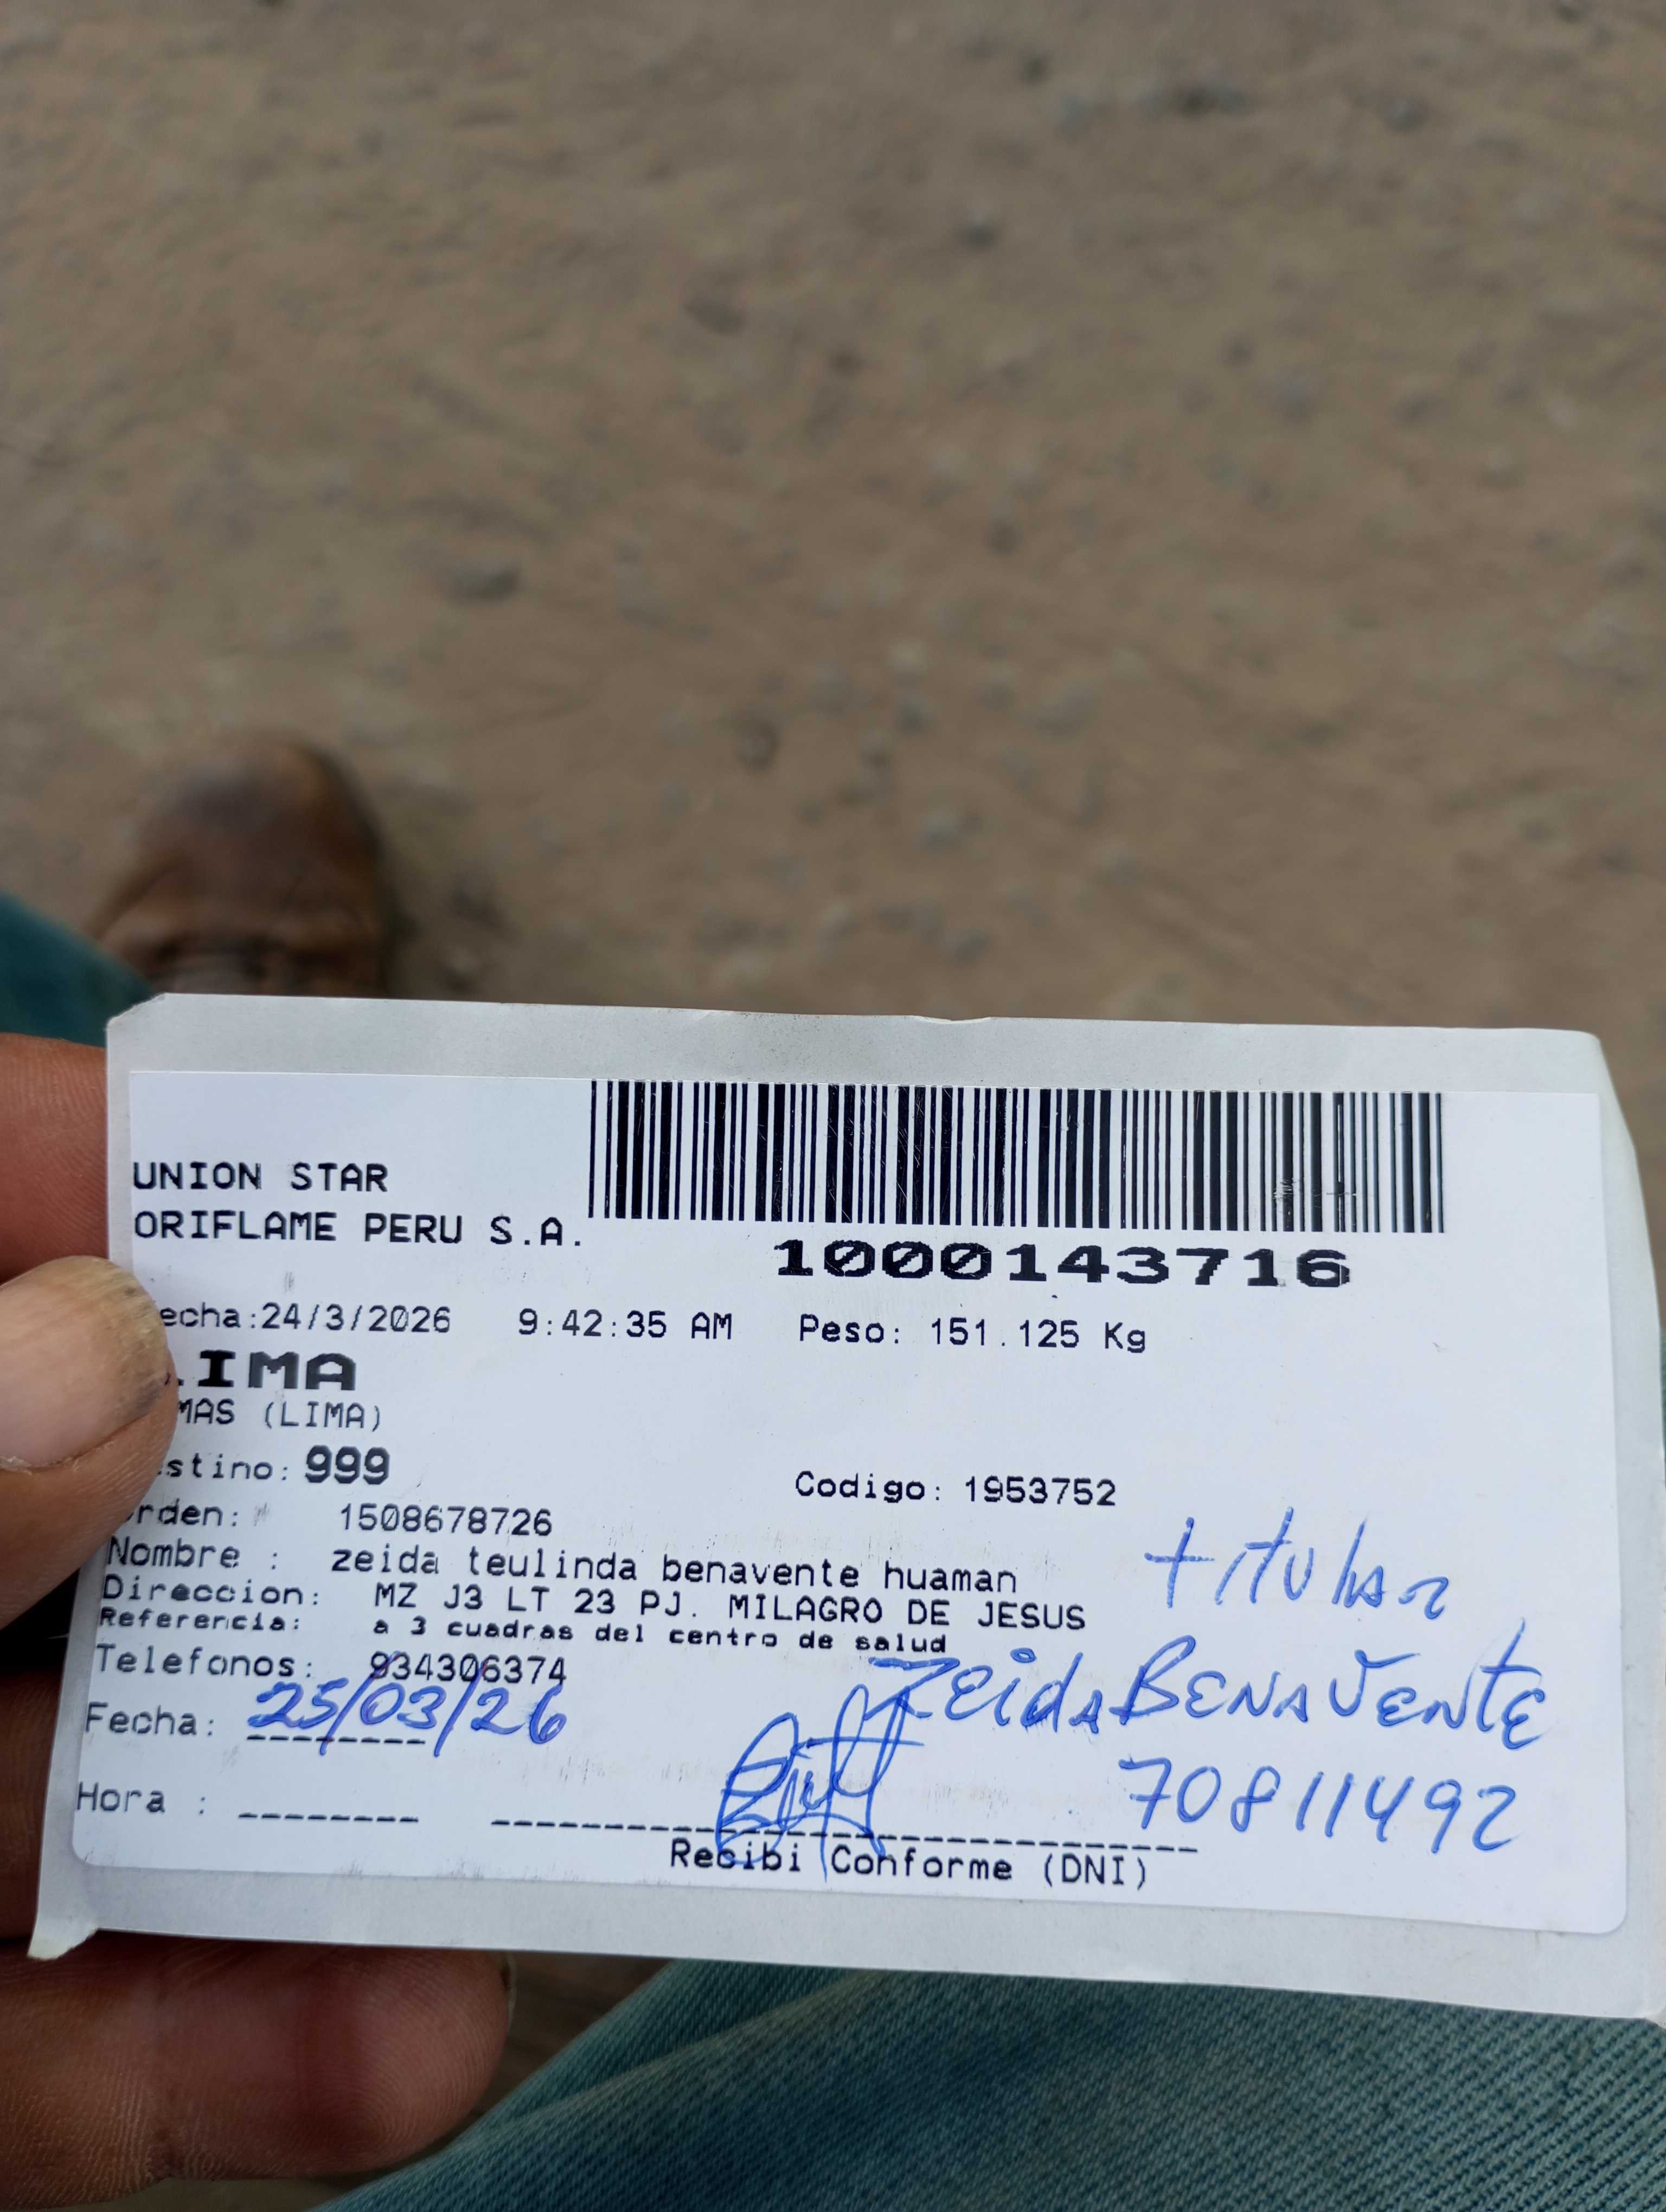 UNION STAR
ORIFLAME PERU S.A.
1000143716
echa:24/3/2026 9:42:35 AM Peso: 151.125 Kg
IMA
MAS (LIMA)
stino: 999
Codigo: 1953752
rden: 1508678726
titular
Nombre : zeida teulinda benavente huaman
Direccion: MZ J3 LT 23 PJ. MILAGRO DE JESUS
Referencia: a 3 cuadras del centro de salud
Telefonos: 934306374
Zeida BENAVENTE
Fecha: 25/03/26
70811492
Hora :
Recibi Conforme (DNI)